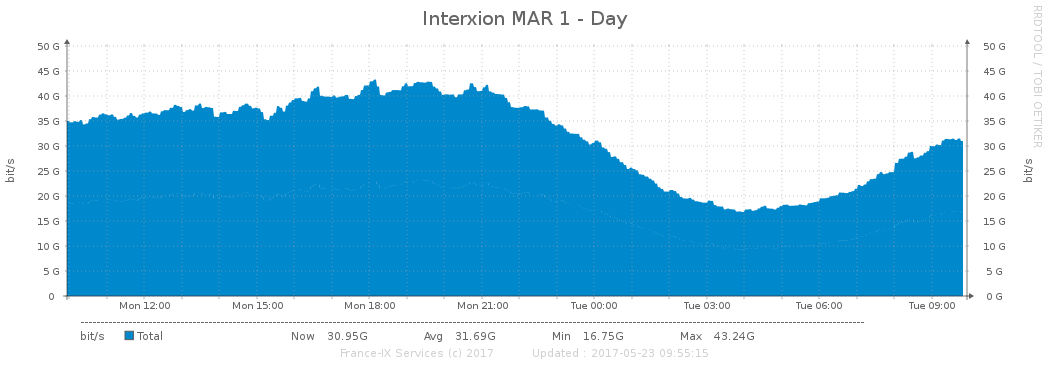 Interxion MAR 1 - Day
RRDTOOL / TOBI OETIKER
50 G 50 G
45 G 45 G
40 G 40 G
35 G 35 G
30 G 30 G
25 G 25 G
20 G 20 G
15 G 15 G
10 G 10 G
5 G 5 G
0 0 G
bit/s bit/s
Mon 12:00 Mon 15:00 Mon 18:00 Mon 21:00 Tue 00:00 Tue 03:00 Tue 06:00 Tue 09:00
bit/s Total Now 30.95G Avg 31.69G Min 16.75G Max 43.24G
France-IX Services (c) 2017 Updated : 2017-05-23 09:55:15